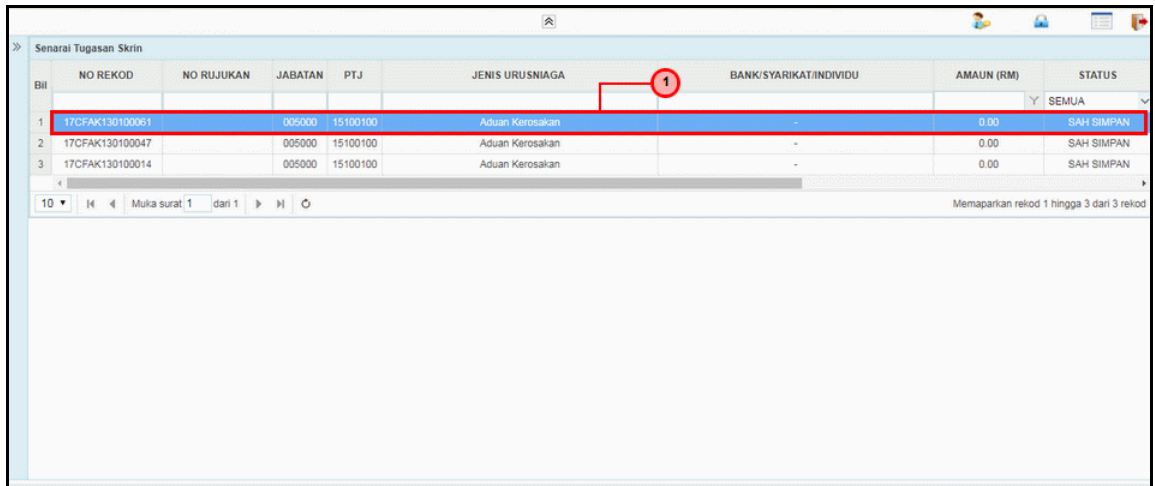 Senarai Tugasan Skrin
Bil NO REKOD NO RUJUKAN JABATAN PTJ JENIS URUSNIAGA BANK/SYARIKAT/INDIVIDU AMAUN (RM) STATUS
1
SEMUA
1 17CFAK130100061 005000 15100100 Aduan Kerosakan - 0.00 SAH SIMPAN
2 17CFAK130100047 005000 15100100 Aduan Kerosakan - 0.00 SAH SIMPAN
3 17CFAK130100014 005000 15100100 Aduan Kerosakan - 0.00 SAH SIMPAN
10 Muka surat 1 dari 1 Memaparkan rekod 1 hingga 3 dari 3 rekod